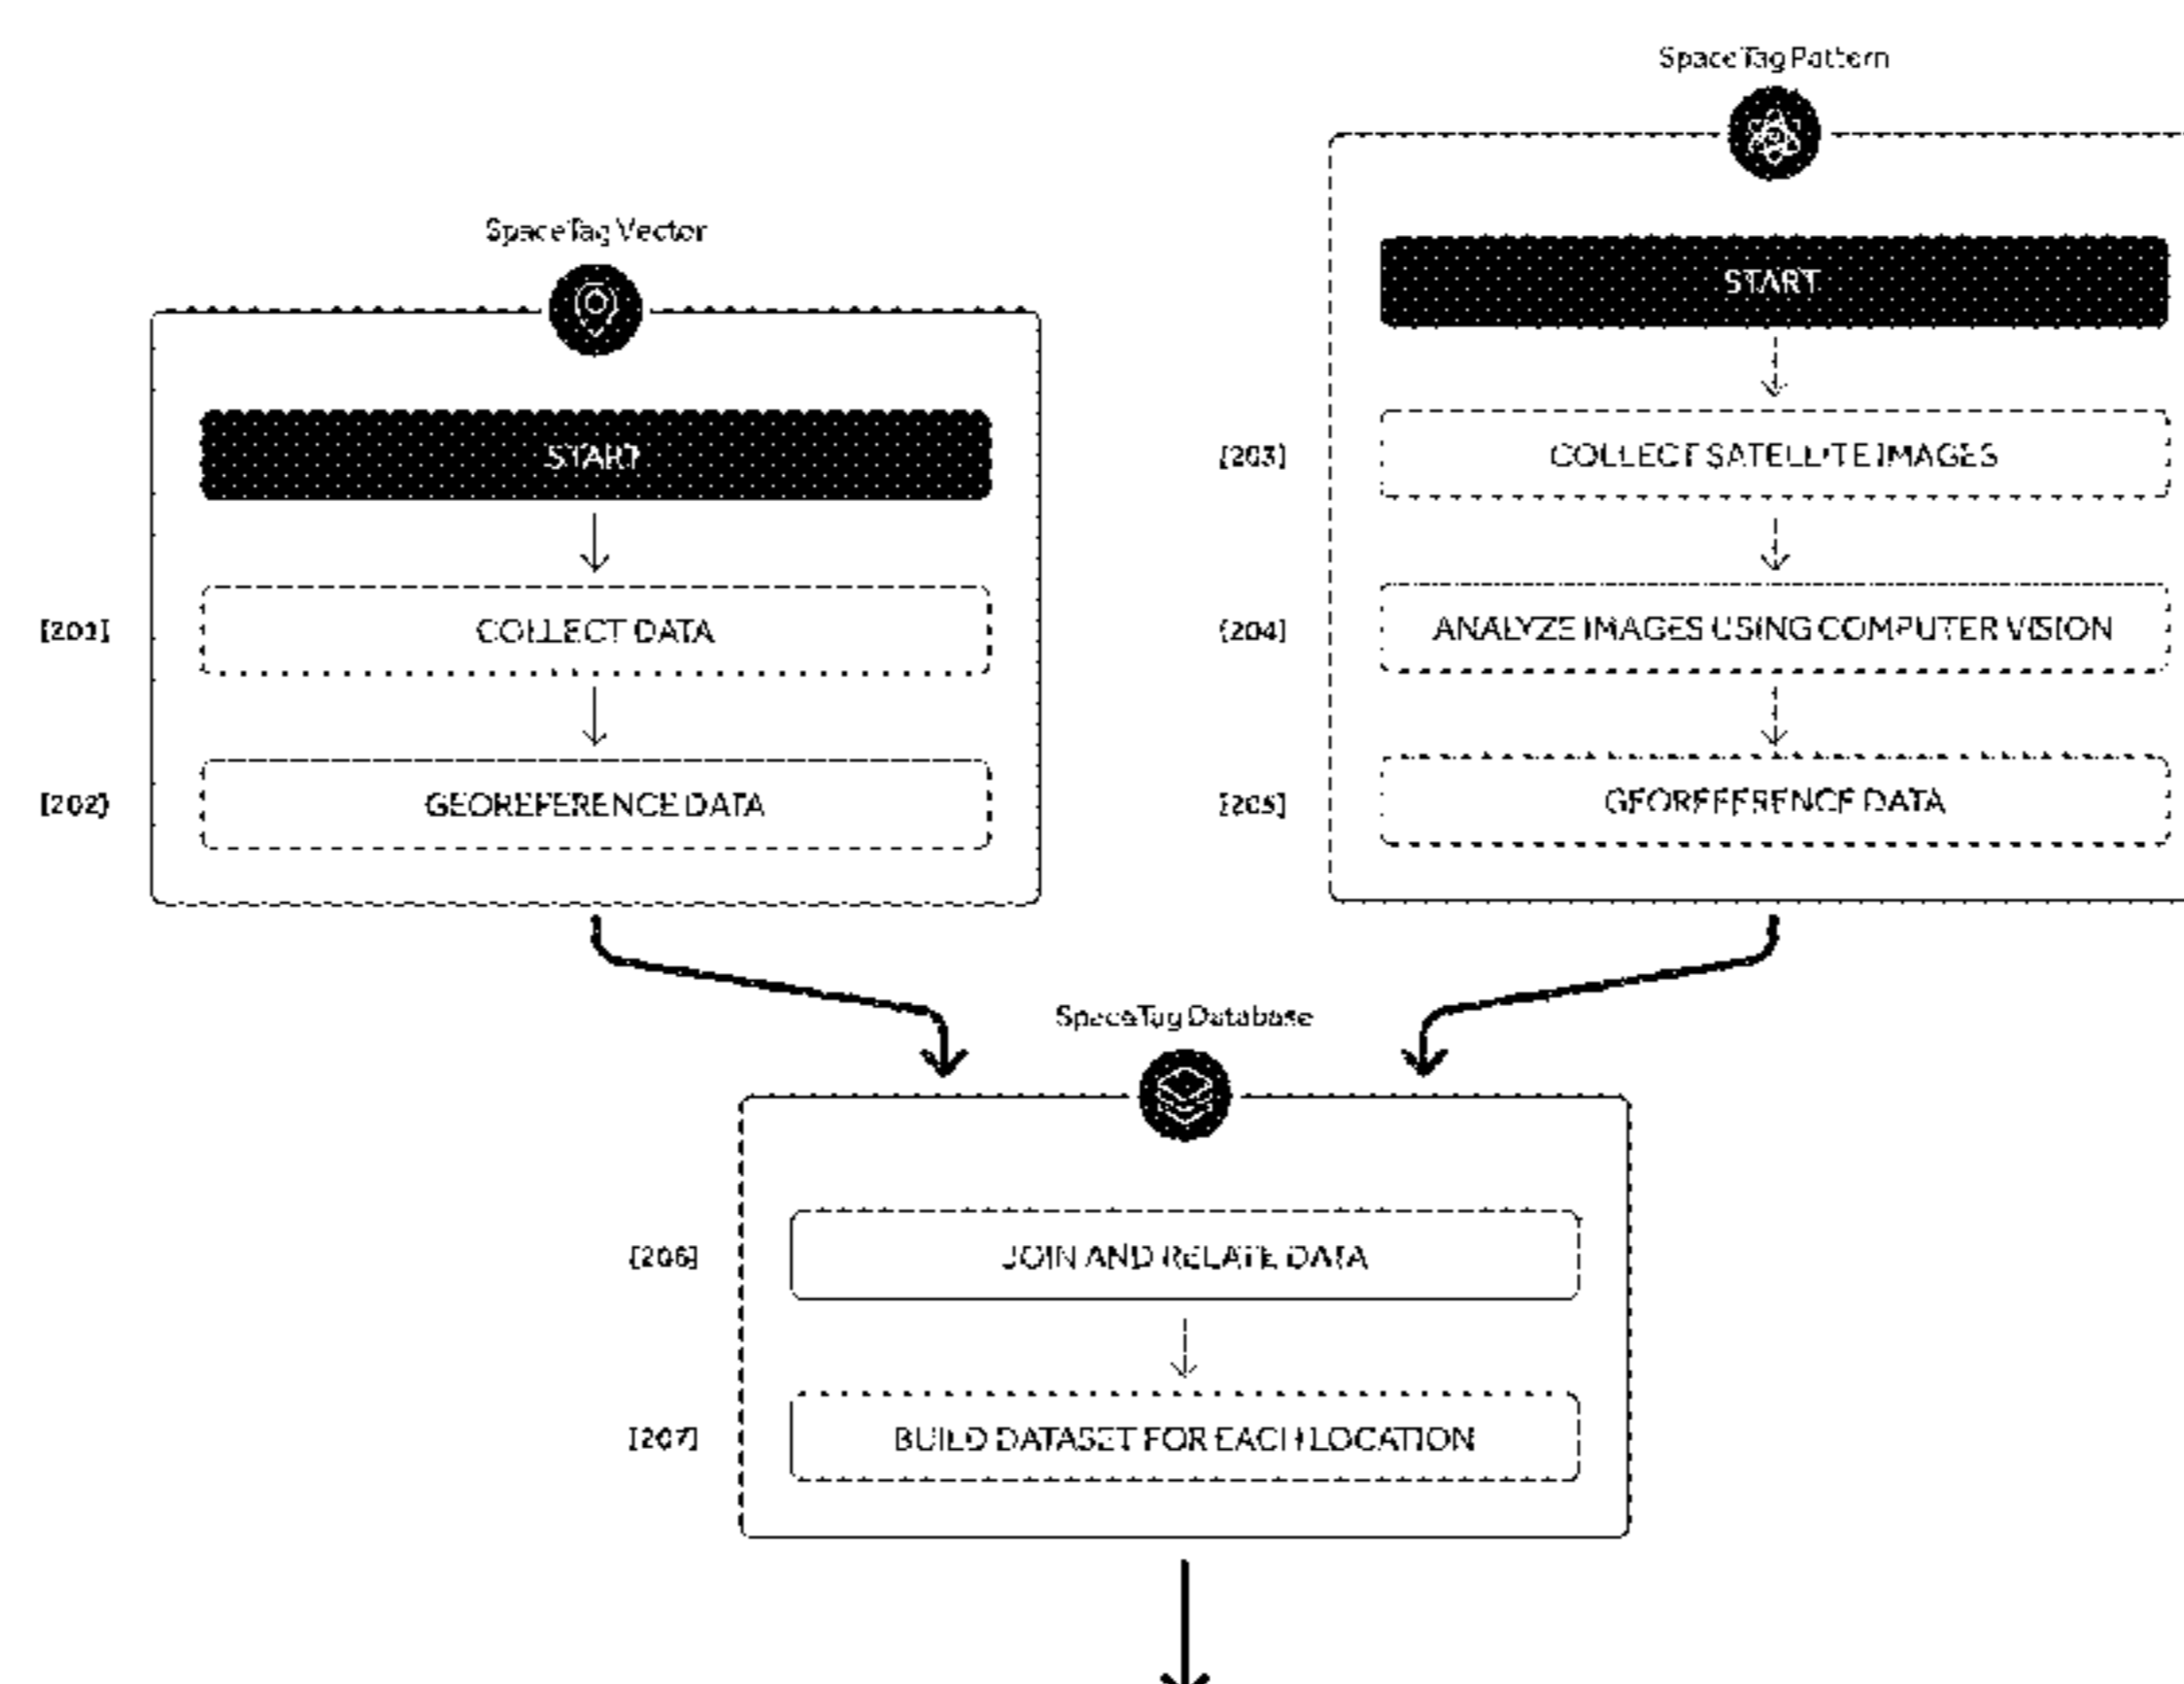 SpaceTag Pattern
SpaceTag Vector
START
START
[203] COLLECT SATELLITE IMAGES
[201] COLLECT DATA
[204] ANALYZE IMAGES USING COMPUTER VISION
[202] GEOREFERENCE DATA
[205] GEOREFERENCE DATA
SpaceTag Database
[206] JOIN AND RELATE DATA
[207] BUILD DATASET FOR EACH LOCATION